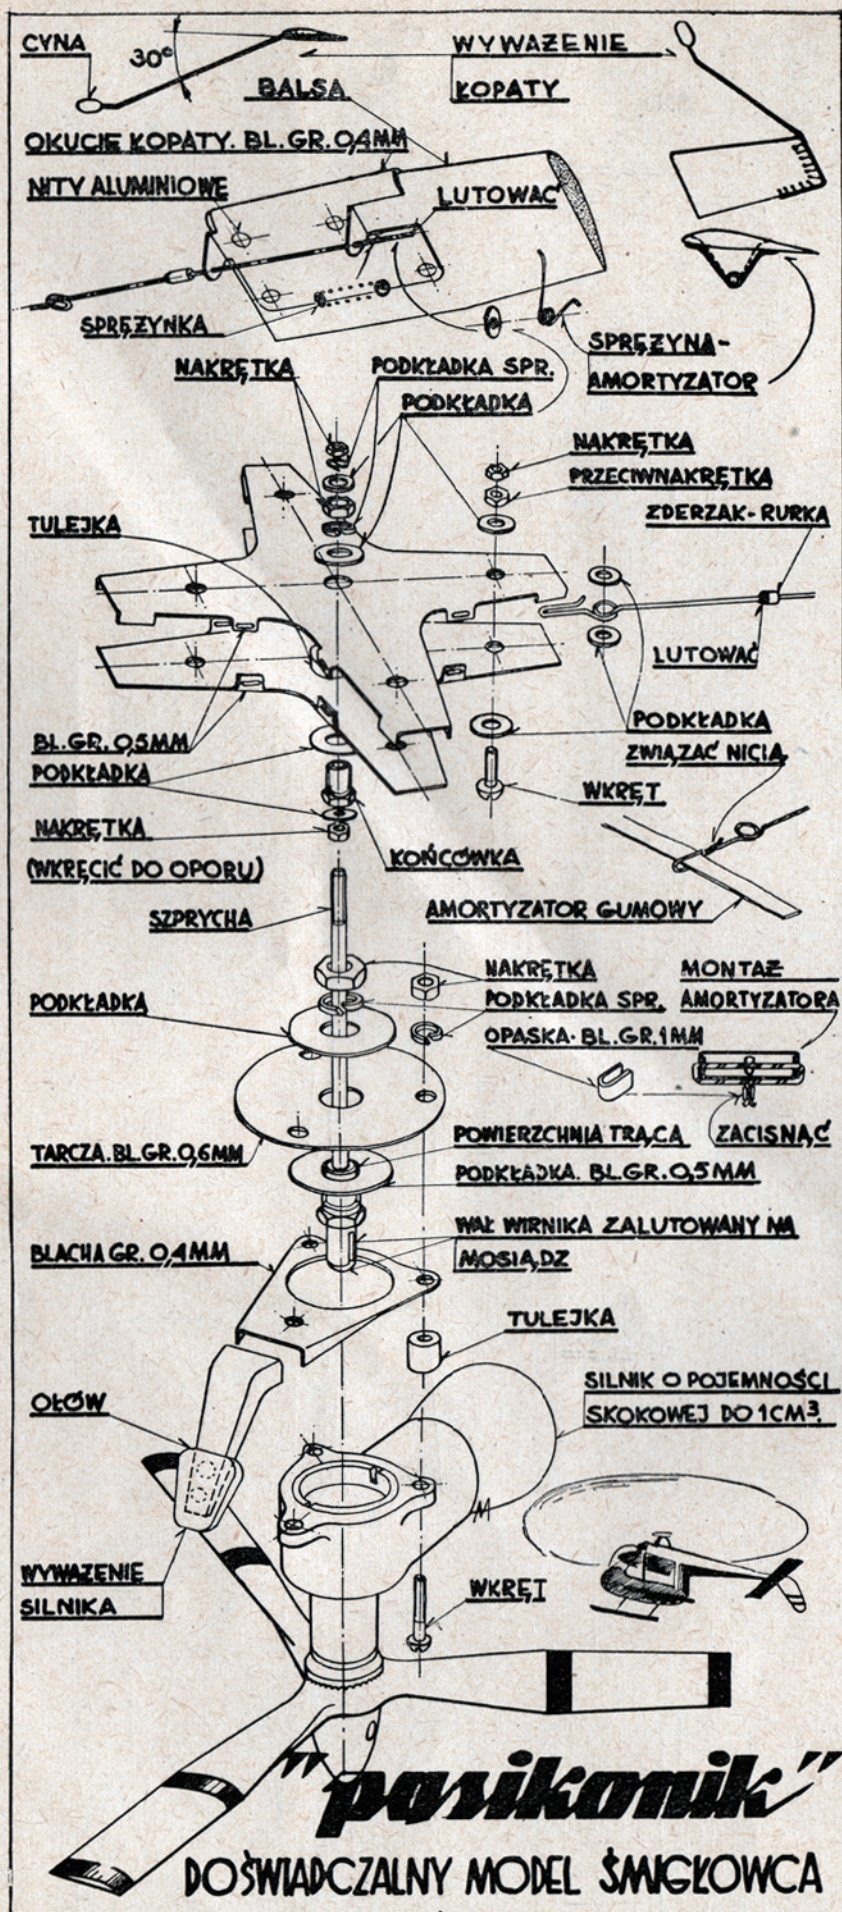 CYNA
30°
WYWAŻENIE
ŁOPATY
BALSA
OKUCIE ŁOPATY. BL. GR. 0,4MM
NITY ALUMINIOWE
LUTOWAĆ
SPRĘŻYNKA
SPRĘŻYNA-
AMORTYZATOR
NAKRĘTKA
PODKŁADKA SPR.
PODKŁADKA
NAKRĘTKA
PRZECIWNAKRĘTKA
ZDERZAK-RURKA
TULEJKA
LUTOWAĆ
BL. GR. 0,5MM
PODKŁADKA
PODKŁADKA
ZWIĄZAĆ NICIĄ
WKRĘT
NAKRĘTKA
(WKRĘCIĆ DO OPORU)
KOŃCÓWKA
SZPRYCHA
AMORTYZATOR GUMOWY
NAKRĘTKA
MONTAŻ
AMORTYZATORA
PODKŁADKA
PODKŁADKA SPR.
OPASKA. BL. GR. 1MM
TARCZA. BL. GR. 0,6MM
POWIERZCHNIA TRĄCA
ZACISNĄĆ
PODKŁADKA. BL. GR. 0,5MM
WAŁ WIRNIKA ZALUTOWANY NA
MOSIĄDZ
BLACHA GR. 0,4MM
TULEJKA
OŁÓW
SILNIK O POJEMNOŚCI
SKOKOWEJ DO 1CM³.
WYWAŻENIE
SILNIKA
WKRĘT
"pasikonik"
DOŚWIADCZALNY MODEL ŚMIGŁOWCA